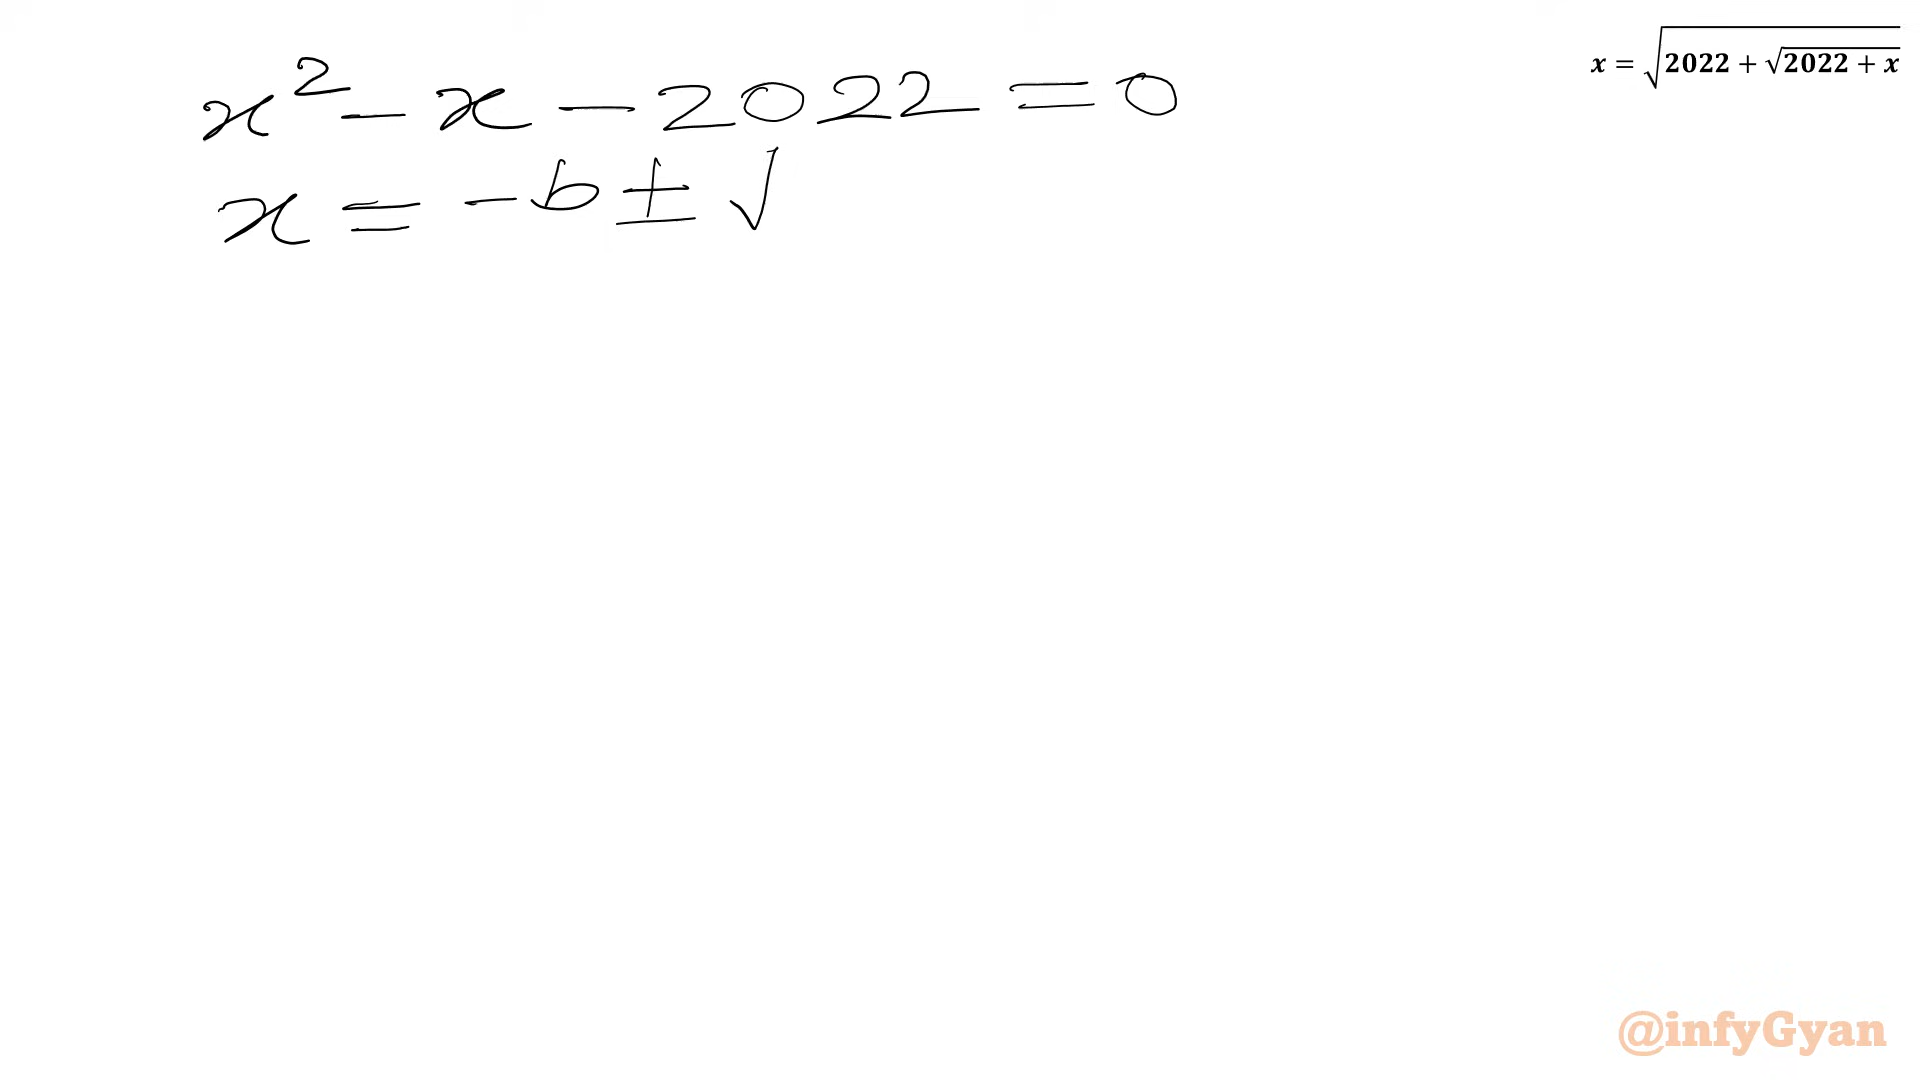 x² - x - 2022 = 0
x = √(2022 + √(2022 + x))
x = -b ± √
@infyGyan